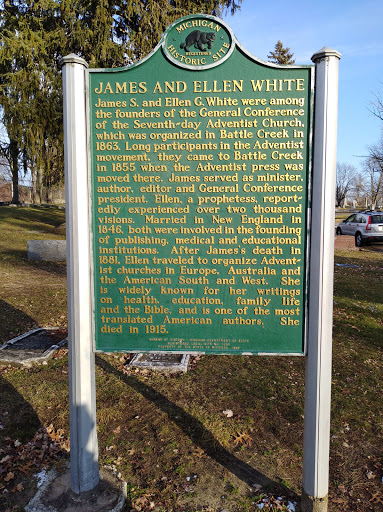 MICHIGAN
REGISTERED
HISTORIC SITE
JAMES AND ELLEN WHITE
James S. and Ellen G. White were among
the founders of the General Conference
of the Seventh-day Adventist Church,
which was organized in Battle Creek in
1863. Long participants in the Adventist
movement, they came to Battle Creek
in 1855 when the Adventist press was
moved there. James served as minister,
author, editor and General Conference
president. Ellen, a prophetess, report-
edly experienced over two thousand
visions. Married in New England in
1846, both were involved in the founding
of publishing, medical and educational
institutions. After James's death in
1881, Ellen traveled to organize Advent-
ist churches in Europe, Australia and
the American South and West. She
is widely known for her writings
on health, education, family life
and the Bible, and is one of the most
translated American authors. She
died in 1915.